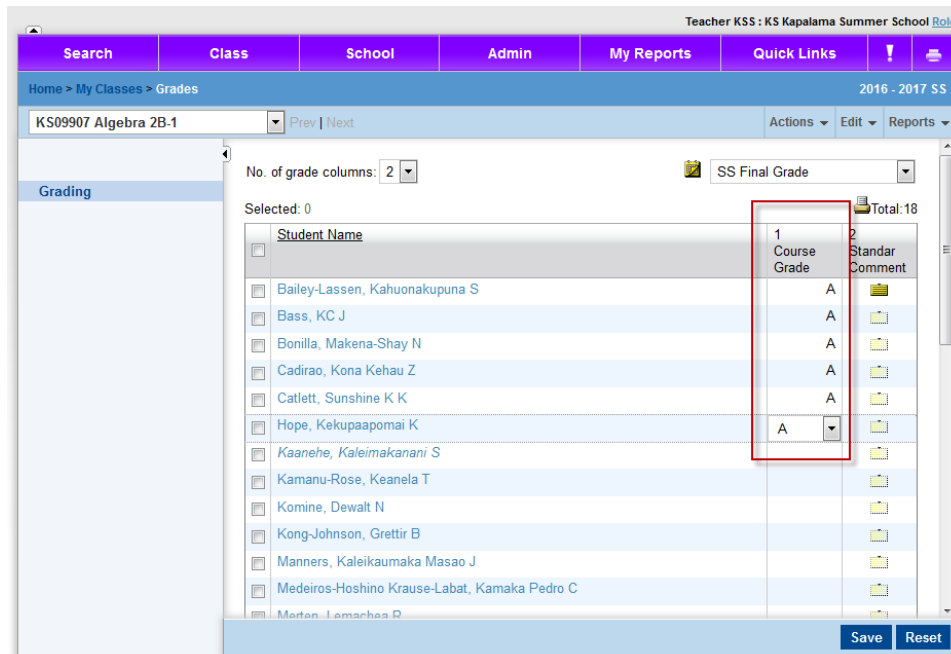 Teacher KSS : KS Kapalama Summer School Role
Search Class School Admin My Reports Quick Links !
Home > My Classes > Grades 2016 - 2017 SS
KS09907 Algebra 2B-1 Prev | Next Actions Edit Reports
No. of grade columns: 2 SS Final Grade
Grading
Selected: 0 Total:18
Student Name 1 2
Course Standar
Grade Comment
Bailey-Lassen, Kahuonakupuna S A
Bass, KC J A
Bonilla, Makena-Shay N A
Cadirao, Kona Kehau Z A
Catlett, Sunshine K K A
Hope, Kekupaapomai K A
Kaanehe, Kaleimakanani S
Kamanu-Rose, Keanela T
Komine, Dewalt N
Kong-Johnson, Grettir B
Manners, Kaleikaumaka Masao J
Medeiros-Hoshino Krause-Labat, Kamaka Pedro C
Merten, Lemachea R
Save Reset